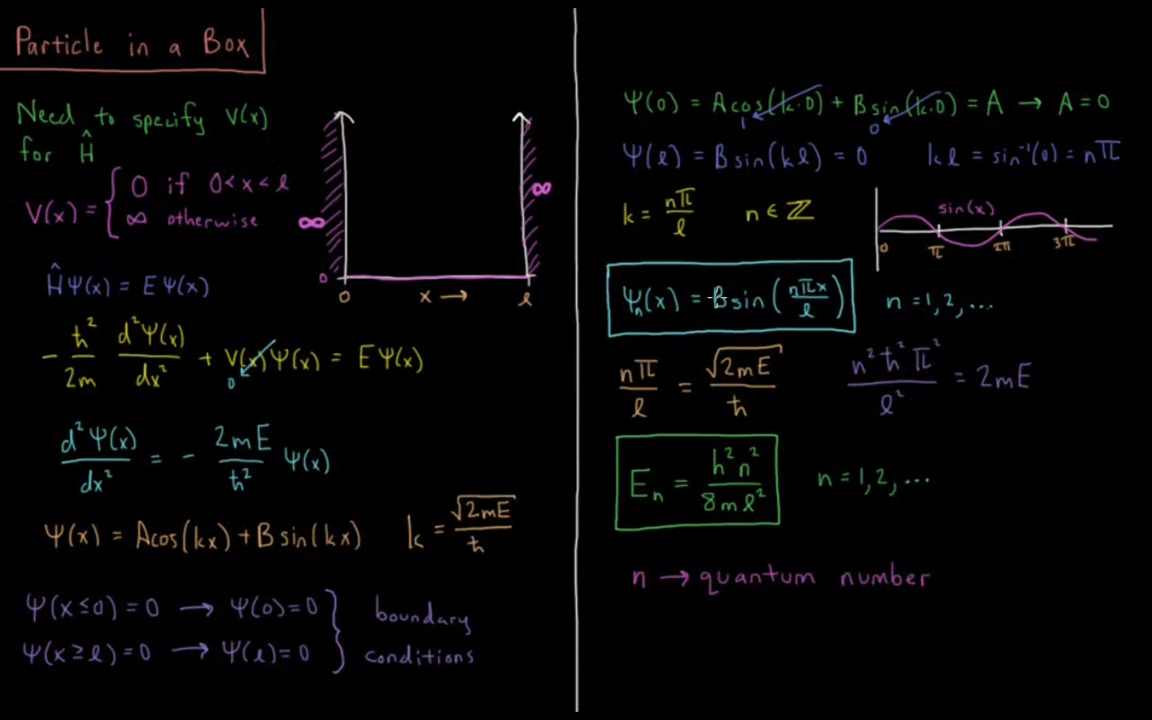 Particle in a Box
Need to specify V(x)
for Ĥ
V(x) = { 0 if 0<x<l
∞ otherwise
∞
∞
0
0 x → l
ĤΨ(x) = EΨ(x)
- ħ²/2m d²Ψ(x)/dx² + V(x)Ψ(x) = EΨ(x)
0
d²Ψ(x)/dx² = - 2mE/ħ² Ψ(x)
Ψ(x) = Acos(kx) + Bsin(kx) k = √2mE/ħ
Ψ(x≤0) = 0 → Ψ(0)=0 } boundary
Ψ(x≥l) = 0 → Ψ(l)=0 conditions
Ψ(0) = Acos(k·0) + Bsin(k·0) = A → A=0
1 0
Ψ(l) = Bsin(kl) = 0 kl = sin⁻¹(0) = nπ
k = nπ/l n ∈ ℤ
sin(x)
0 π 2π 3π
Ψₙ(x) = Bsin(nπx/l) n = 1,2,...
nπ/l = √2mE/ħ n²ħ²π²/l² = 2mE
Eₙ = h²n²/8ml² n = 1,2,...
n → quantum number